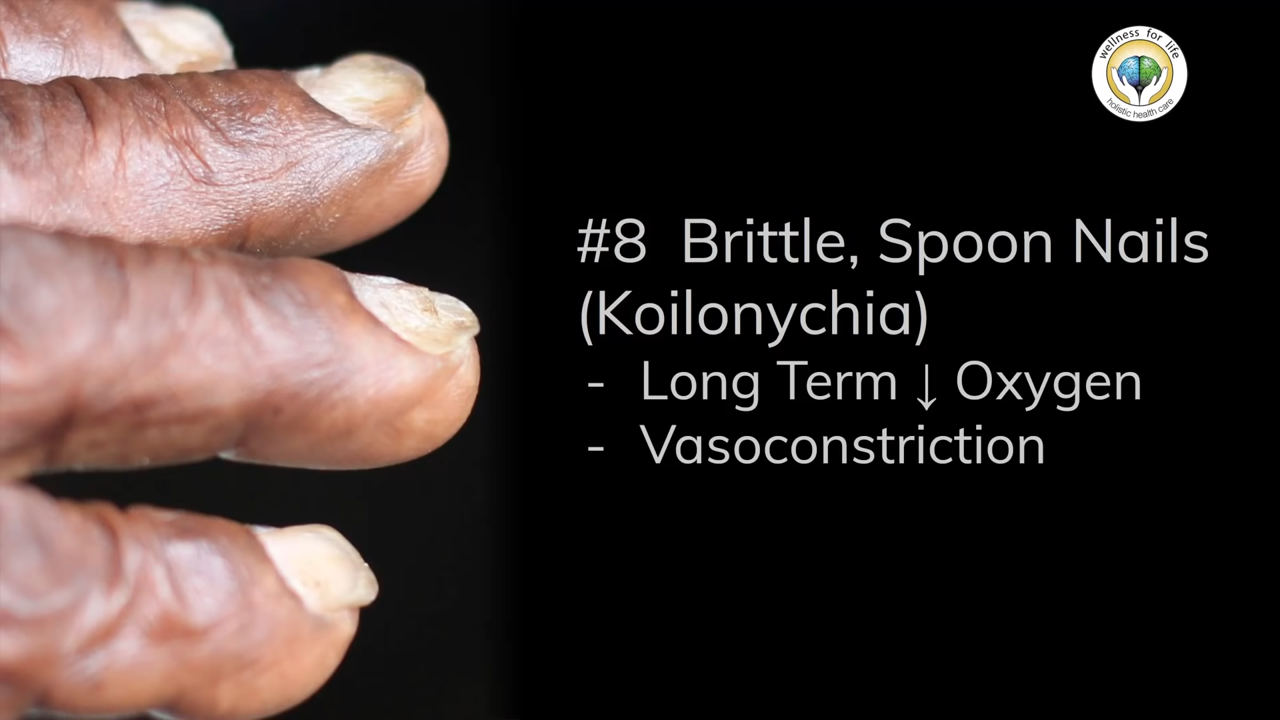 wellness for life
holistic health care
#8 Brittle, Spoon Nails
(Koilonychia)
- Long Term ↓ Oxygen
- Vasoconstriction